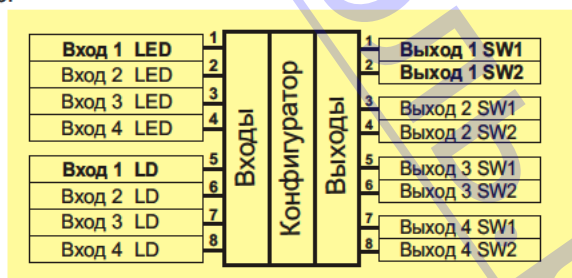 1 Вход 1 LED
2 Вход 2 LED
3 Вход 3 LED
4 Вход 4 LED
5 Вход 1 LD
6 Вход 2 LD
7 Вход 3 LD
8 Вход 4 LD
Входы
Конфигуратор
Выходы
1 Выход 1 SW1
2 Выход 1 SW2
3 Выход 2 SW1
4 Выход 2 SW2
5 Выход 3 SW1
6 Выход 3 SW2
7 Выход 4 SW1
8 Выход 4 SW2